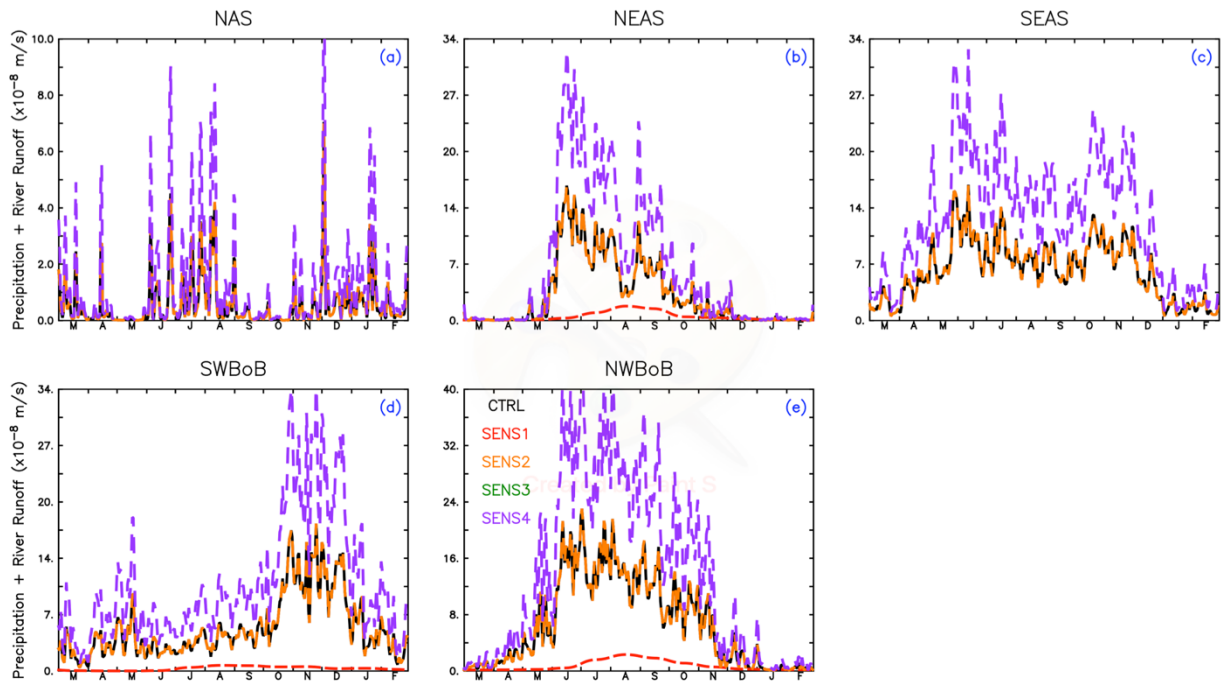 NAS
NEAS
SEAS
Precipitation + River Runoff (×10⁻⁸ m/s)
10.0
8.0
6.0
4.0
2.0
0.0
(a)
M A M J J A S O N D J F
34.
27.
20.
14.
7.
0.
(b)
M A M J J A S O N D J F
34.
27.
20.
14.
7.
0.
(c)
M A M J J A S O N D J F
SWBoB
NWBoB
Precipitation + River Runoff (×10⁻⁸ m/s)
34.
27.
20.
14.
7.
0.
(d)
M A M J J A S O N D J F
40.
32.
24.
16.
8.
0.
(e)
CTRL
SENS1
SENS2
SENS3
SENS4
M A M J J A S O N D J F